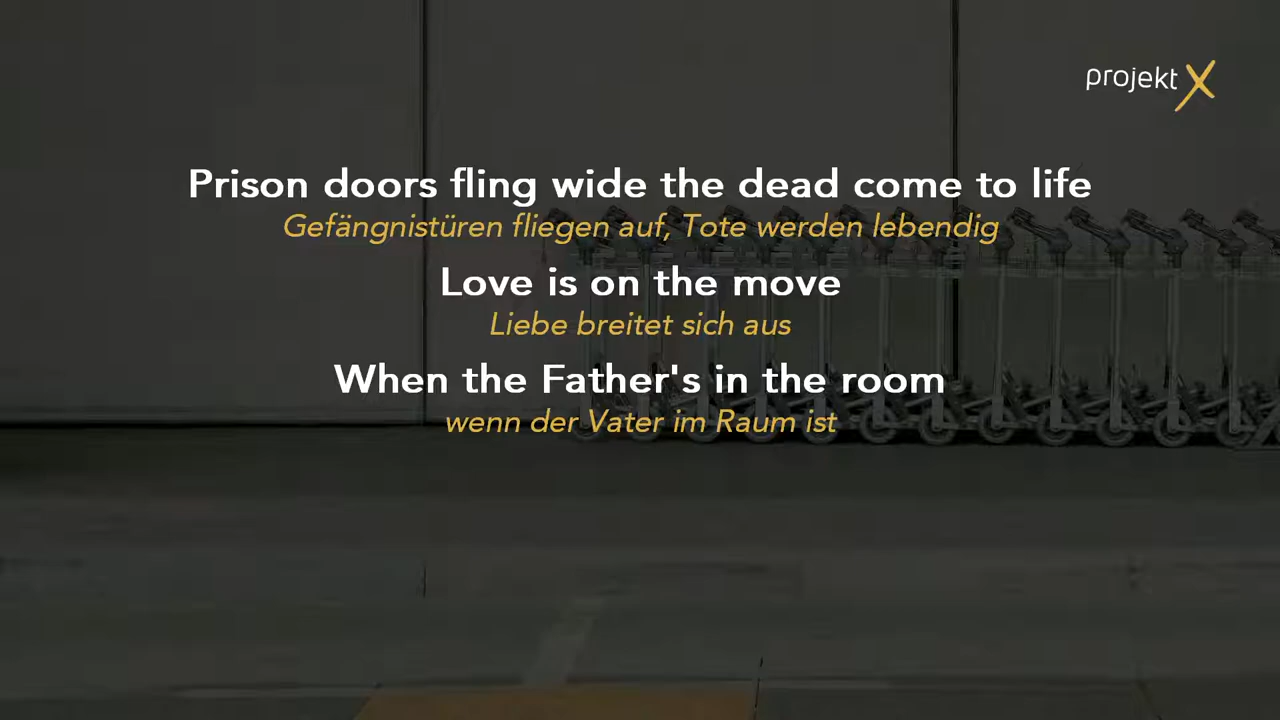 projekt X
Prison doors fling wide the dead come to life
Gefängnistüren fliegen auf, Tote werden lebendig
Love is on the move
Liebe breitet sich aus
When the Father's in the room
wenn der Vater im Raum ist